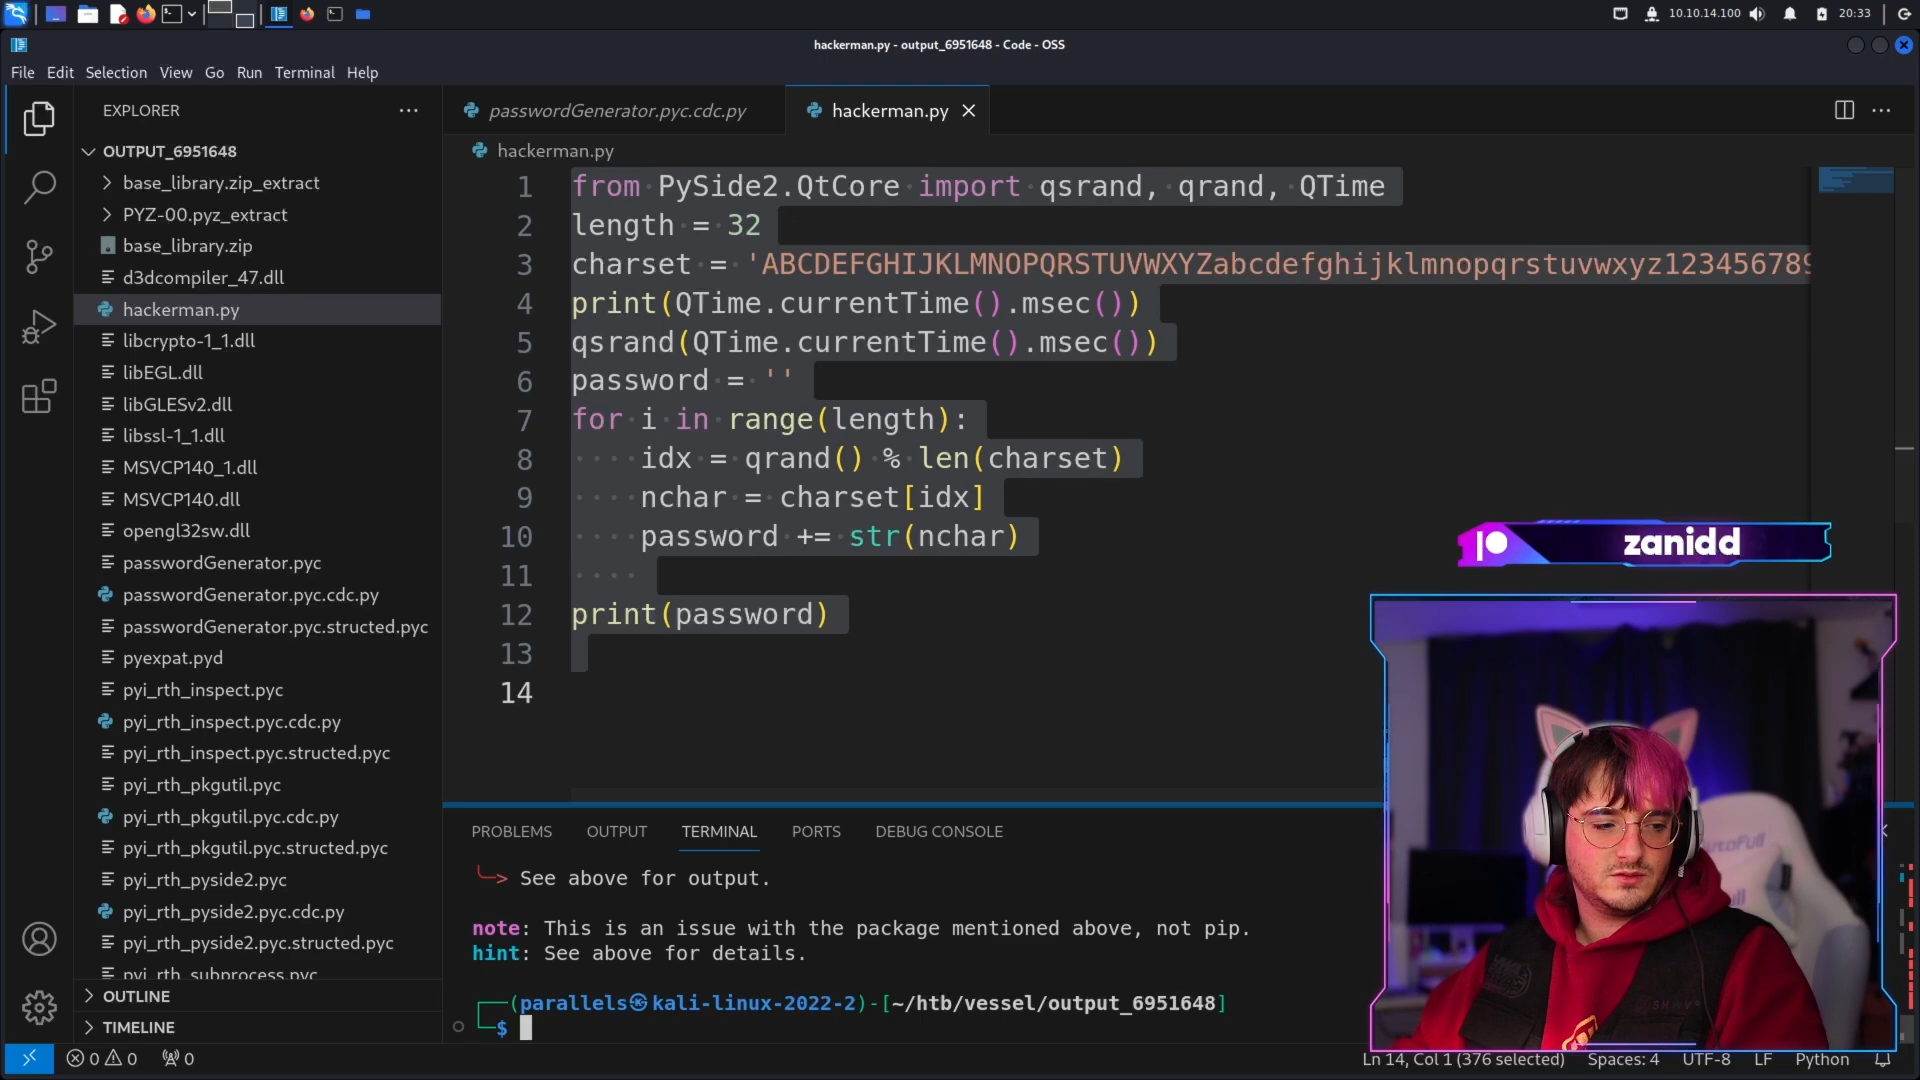 10.10.14.100
20:33
hackerman.py - output_6951648 - Code - OSS
File Edit Selection View Go Run Terminal Help
EXPLORER
OUTPUT_6951648
base_library.zip_extract
PYZ-00.pyz_extract
base_library.zip
d3dcompiler_47.dll
hackerman.py
libcrypto-1_1.dll
libEGL.dll
libGLESv2.dll
libssl-1_1.dll
MSVCP140_1.dll
MSVCP140.dll
opengl32sw.dll
passwordGenerator.pyc
passwordGenerator.pyc.cdc.py
passwordGenerator.pyc.structed.pyc
pyexpat.pyd
pyi_rth_inspect.pyc
pyi_rth_inspect.pyc.cdc.py
pyi_rth_inspect.pyc.structed.pyc
pyi_rth_pkgutil.pyc
pyi_rth_pkgutil.pyc.cdc.py
pyi_rth_pkgutil.pyc.structed.pyc
pyi_rth_pyside2.pyc
pyi_rth_pyside2.pyc.cdc.py
pyi_rth_pyside2.pyc.structed.pyc
pyi_rth_subprocess.pyc
OUTLINE
TIMELINE
passwordGenerator.pyc.cdc.py
hackerman.py
hackerman.py
1 from PySide2.QtCore import qsrand, qrand, QTime
2 length = 32
3 charset = 'ABCDEFGHIJKLMNOPQRSTUVWXYZabcdefghijklmnopqrstuvwxyz123456789
4 print(QTime.currentTime().msec())
5 qsrand(QTime.currentTime().msec())
6 password = ''
7 for i in range(length):
8 idx = qrand() % len(charset)
9 nchar = charset[idx]
10 password += str(nchar)
11
12 print(password)
13
14
zanidd
PROBLEMS OUTPUT TERMINAL PORTS DEBUG CONSOLE
╰─> See above for output.
note: This is an issue with the package mentioned above, not pip.
hint: See above for details.
┌──(parallels㉿kali-linux-2022-2)-[~/htb/vessel/output_6951648]
└─$
0 0 0
Ln 14, Col 1 (376 selected) Spaces: 4 UTF-8 LF Python